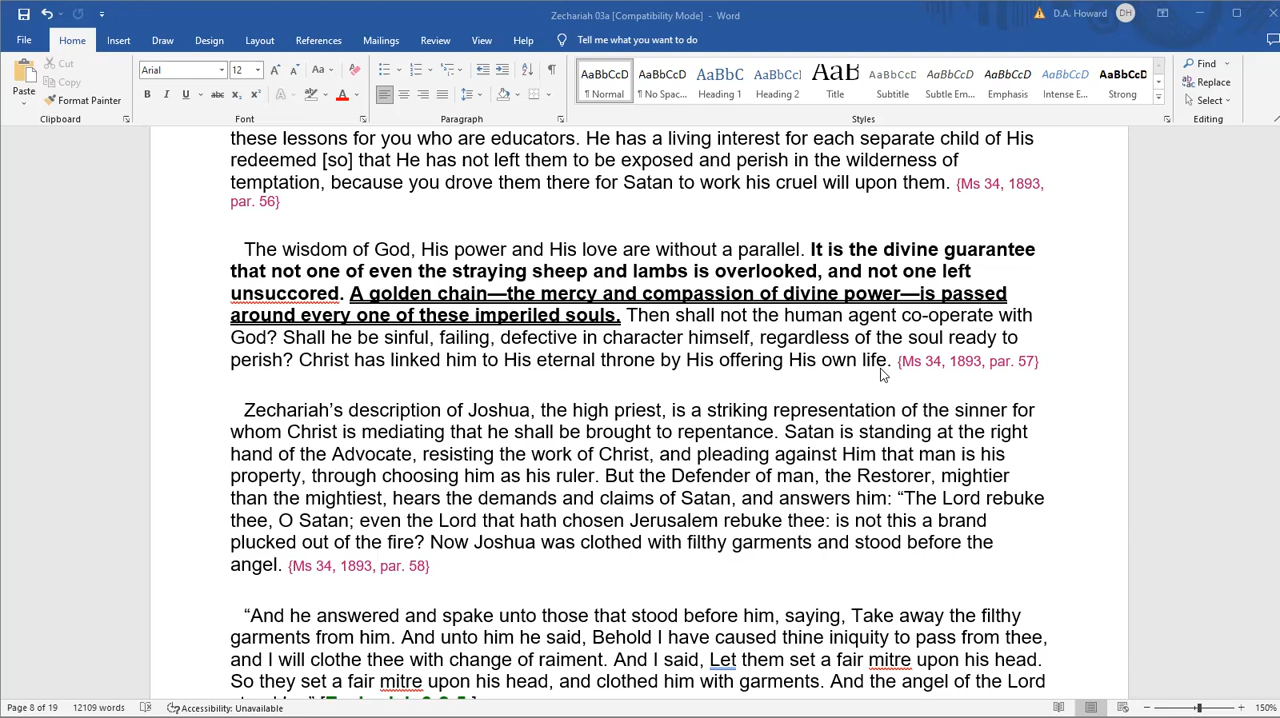 Zechariah 03a [Compatibility Mode] - Word
D.A. Howard DH
File Home Insert Draw Design Layout References Mailings Review View Help Tell me what you want to do
Paste
Cut
Copy
Format Painter
Clipboard
Arial 12
Font
Paragraph
AaBbCcD AaBbCcD AaBbC AaBbCc AaB AaBbCcD AaBbCcD AaBbCcD AaBbCcD AaBbCcD
¶ Normal ¶ No Spac... Heading 1 Heading 2 Title Subtitle Subtle Em... Emphasis Intense E... Strong
Styles
Find
Replace
Select
Editing
these lessons for you who are educators. He has a living interest for each separate child of His
redeemed [so] that He has not left them to be exposed and perish in the wilderness of
temptation, because you drove them there for Satan to work his cruel will upon them. {Ms 34, 1893,
par. 56}
The wisdom of God, His power and His love are without a parallel. It is the divine guarantee
that not one of even the straying sheep and lambs is overlooked, and not one left
unsuccored. A golden chain—the mercy and compassion of divine power—is passed
around every one of these imperiled souls. Then shall not the human agent co-operate with
God? Shall he be sinful, failing, defective in character himself, regardless of the soul ready to
perish? Christ has linked him to His eternal throne by His offering His own life. {Ms 34, 1893, par. 57}
Zechariah's description of Joshua, the high priest, is a striking representation of the sinner for
whom Christ is mediating that he shall be brought to repentance. Satan is standing at the right
hand of the Advocate, resisting the work of Christ, and pleading against Him that man is his
property, through choosing him as his ruler. But the Defender of man, the Restorer, mightier
than the mightiest, hears the demands and claims of Satan, and answers him: “The Lord rebuke
thee, O Satan; even the Lord that hath chosen Jerusalem rebuke thee: is not this a brand
plucked out of the fire? Now Joshua was clothed with filthy garments and stood before the
angel. {Ms 34, 1893, par. 58}
“And he answered and spake unto those that stood before him, saying, Take away the filthy
garments from him. And unto him he said, Behold I have caused thine iniquity to pass from thee,
and I will clothe thee with change of raiment. And I said, Let them set a fair mitre upon his head.
So they set a fair mitre upon his head, and clothed him with garments. And the angel of the Lord
Page 8 of 19 12109 words Accessibility: Unavailable 150%